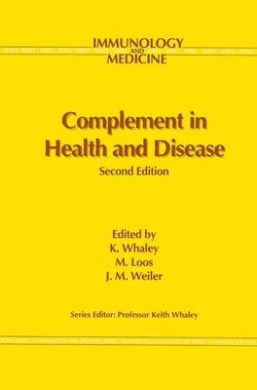 IMMUNOLOGY
AND
MEDICINE
Complement in
Health and Disease
Second Edition
Edited by
K. Whaley
M. Loos
J. M. Weiler
Series Editor: Professor Keith Whaley